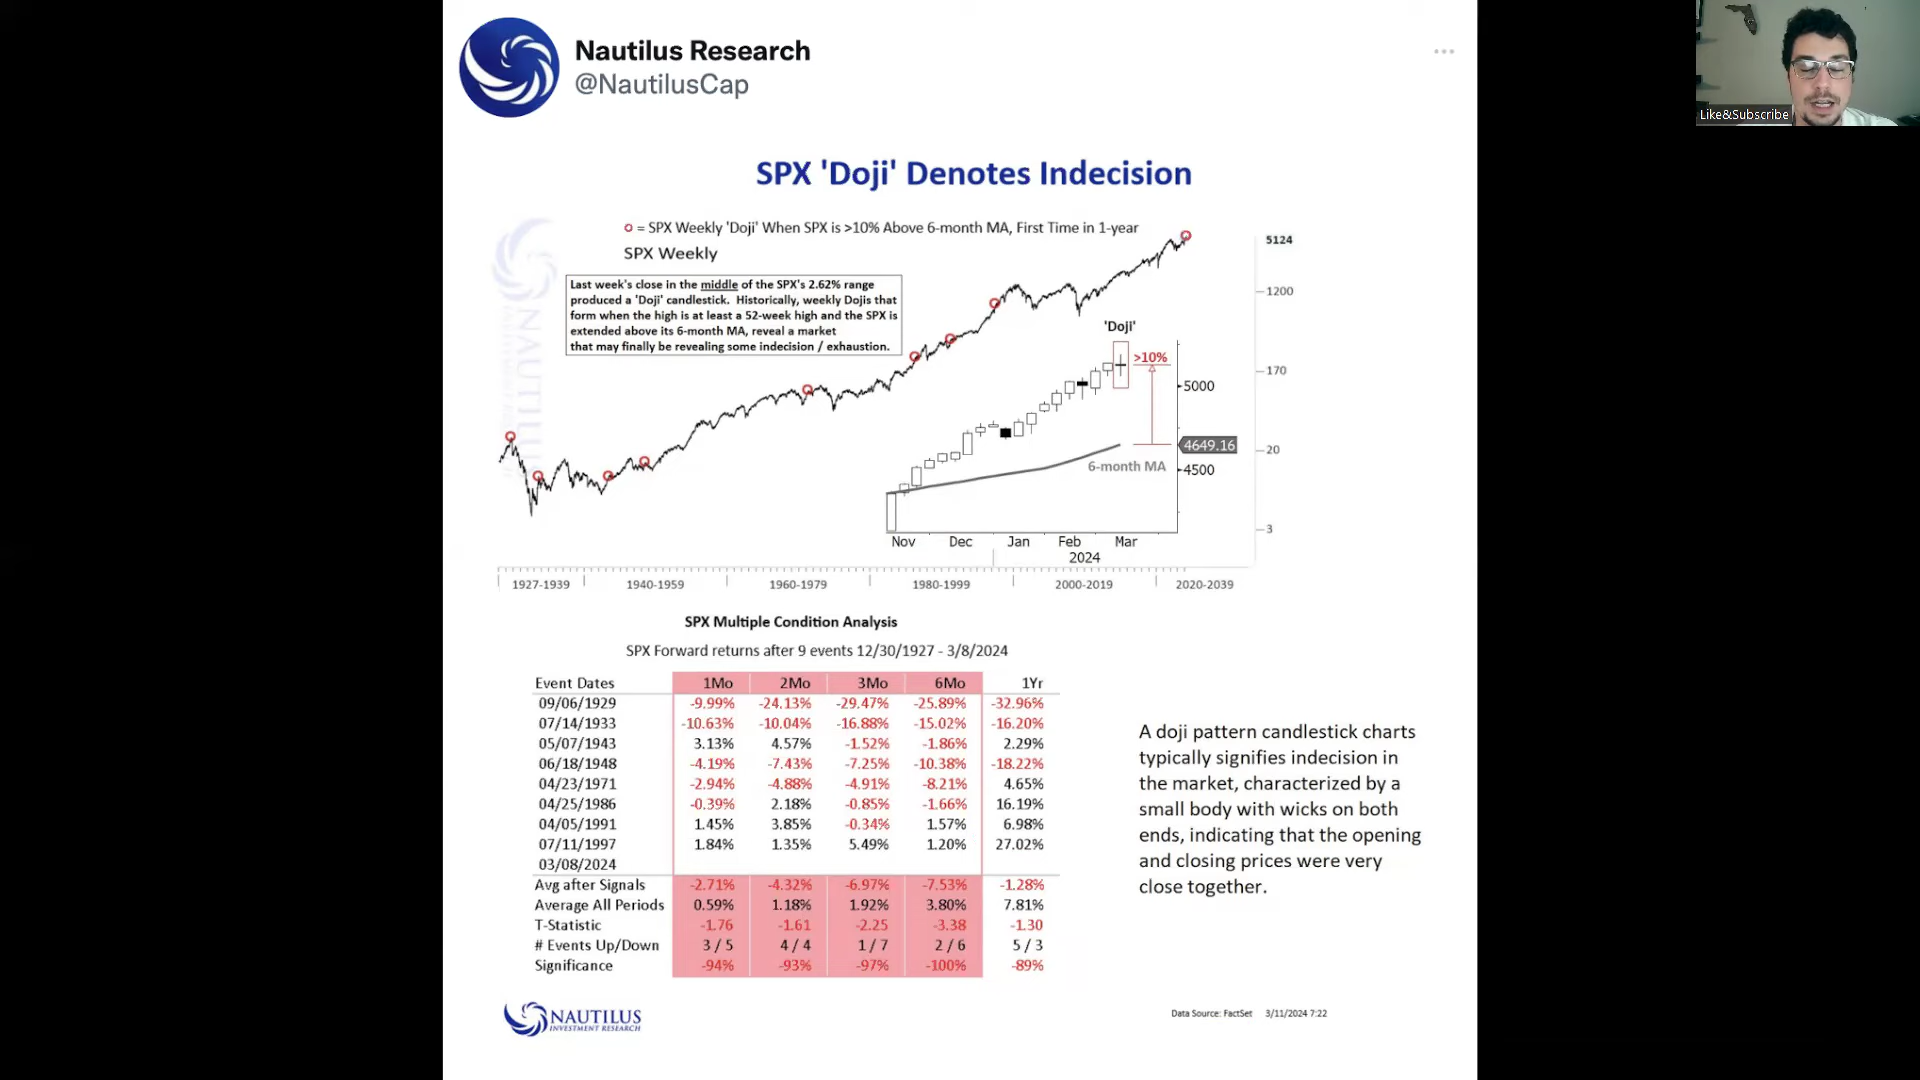 Nautilus Research
@NautilusCap
Like&Subscribe
SPX 'Doji' Denotes Indecision
= SPX Weekly 'Doji' When SPX is >10% Above 6-month MA, First Time in 1-year
SPX Weekly
Last week's close in the middle of the SPX's 2.62% range
produced a 'Doji' candlestick. Historically, weekly Dojis that
form when the high is at least a 52-week high and the SPX is
extended above its 6-month MA, reveal a market
that may finally be revealing some indecision / exhaustion.
5124
1200
170
20
3
'Doji'
>10%
5000
4649.16
6-month MA
4500
Nov Dec Jan Feb Mar
2024
1927-1939 1940-1959 1960-1979 1980-1999 2000-2019 2020-2039
SPX Multiple Condition Analysis
SPX Forward returns after 9 events 12/30/1927 - 3/8/2024
Event Dates 1Mo 2Mo 3Mo 6Mo 1Yr
09/06/1929 -9.99% -24.13% -29.47% -25.89% -32.96%
07/14/1933 -10.63% -10.04% -16.88% -15.02% -16.20%
05/07/1943 3.13% 4.57% -1.52% -1.86% 2.29%
06/18/1948 -4.19% -7.43% -7.25% -10.38% -18.22%
04/23/1971 -2.94% -4.88% -4.91% -8.21% 4.65%
04/25/1986 -0.39% 2.18% -0.85% -1.66% 16.19%
04/05/1991 1.45% 3.85% -0.34% 1.57% 6.98%
07/11/1997 1.84% 1.35% 5.49% 1.20% 27.02%
03/08/2024
Avg after Signals -2.71% -4.32% -6.97% -7.53% -1.28%
Average All Periods 0.59% 1.18% 1.92% 3.80% 7.81%
T-Statistic -1.76 -1.61 -2.25 -3.38 -1.30
# Events Up/Down 3 / 5 4 / 4 1 / 7 2 / 6 5 / 3
Significance -94% -93% -97% -100% -89%
A doji pattern candlestick charts
typically signifies indecision in
the market, characterized by a
small body with wicks on both
ends, indicating that the opening
and closing prices were very
close together.
NAUTILUS
INVESTMENT RESEARCH
Data Source: FactSet 3/11/2024 7:22